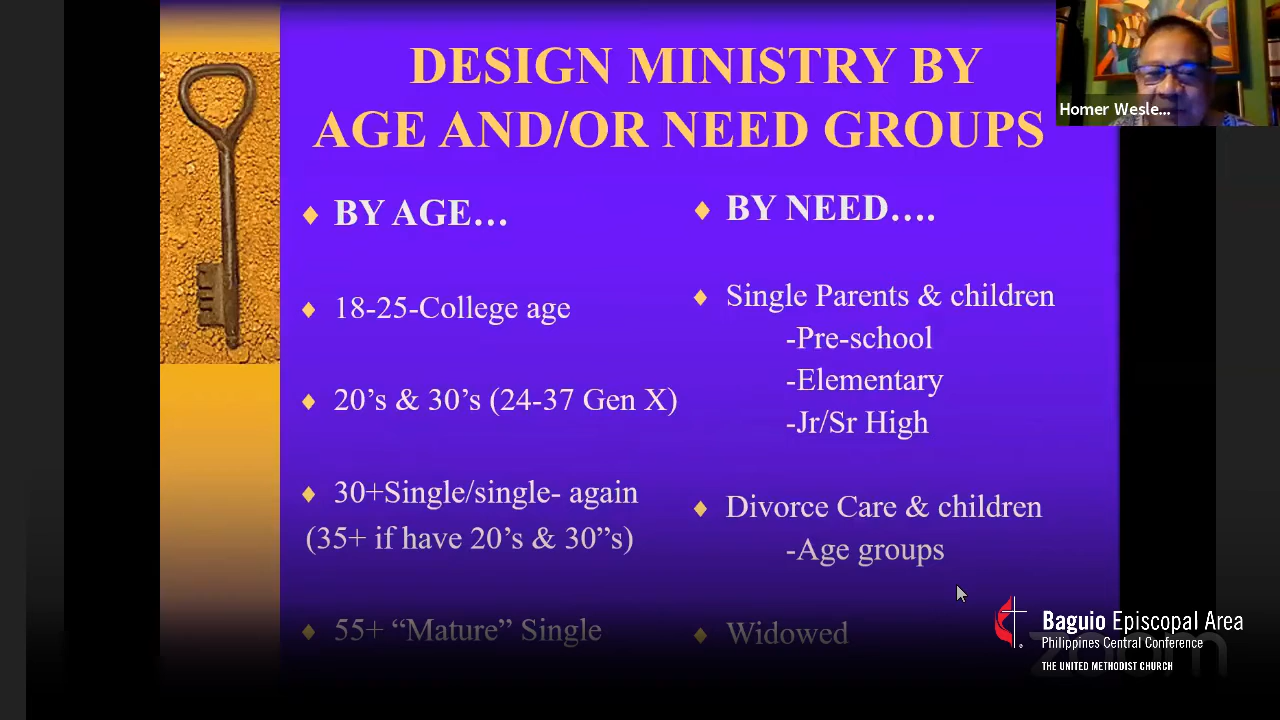 DESIGN MINISTRY BY
AGE AND/OR NEED GROUPS
Homer Wesle...
BY AGE…
18-25-College age
20’s & 30’s (24-37 Gen X)
30+Single/single- again
(35+ if have 20’s & 30”s)
55+ “Mature” Single
BY NEED….
Single Parents & children
-Pre-school
-Elementary
-Jr/Sr High
Divorce Care & children
-Age groups
Widowed
Baguio Episcopal Area
Philippines Central Conference
THE UNITED METHODIST CHURCH
zoom